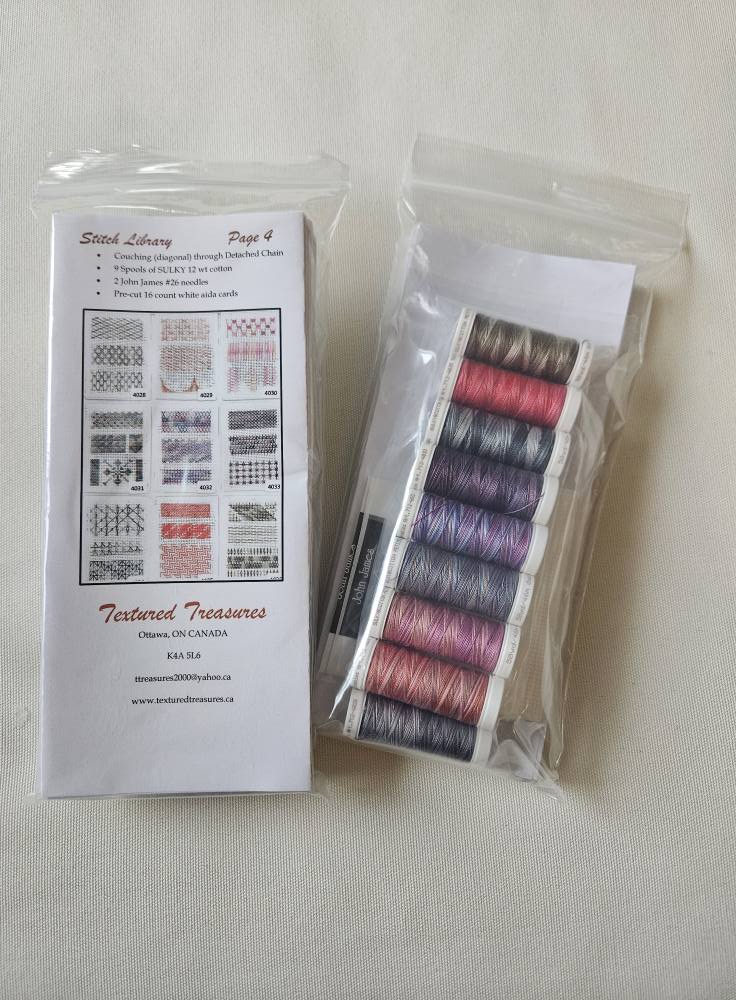 Stitch Library Page 4
• Couching (diagonal) through Detached Chain
• 9 Spools of SULKY 12 wt cotton
• 2 John James #26 needles
• Pre-cut 16 count white aida cards
4028 4029 4030
4031 4032 4033
Textured Treasures
Ottawa, ON CANADA
K4A 5L6
ttreasures2000@yahoo.ca
www.texturedtreasures.ca
John James